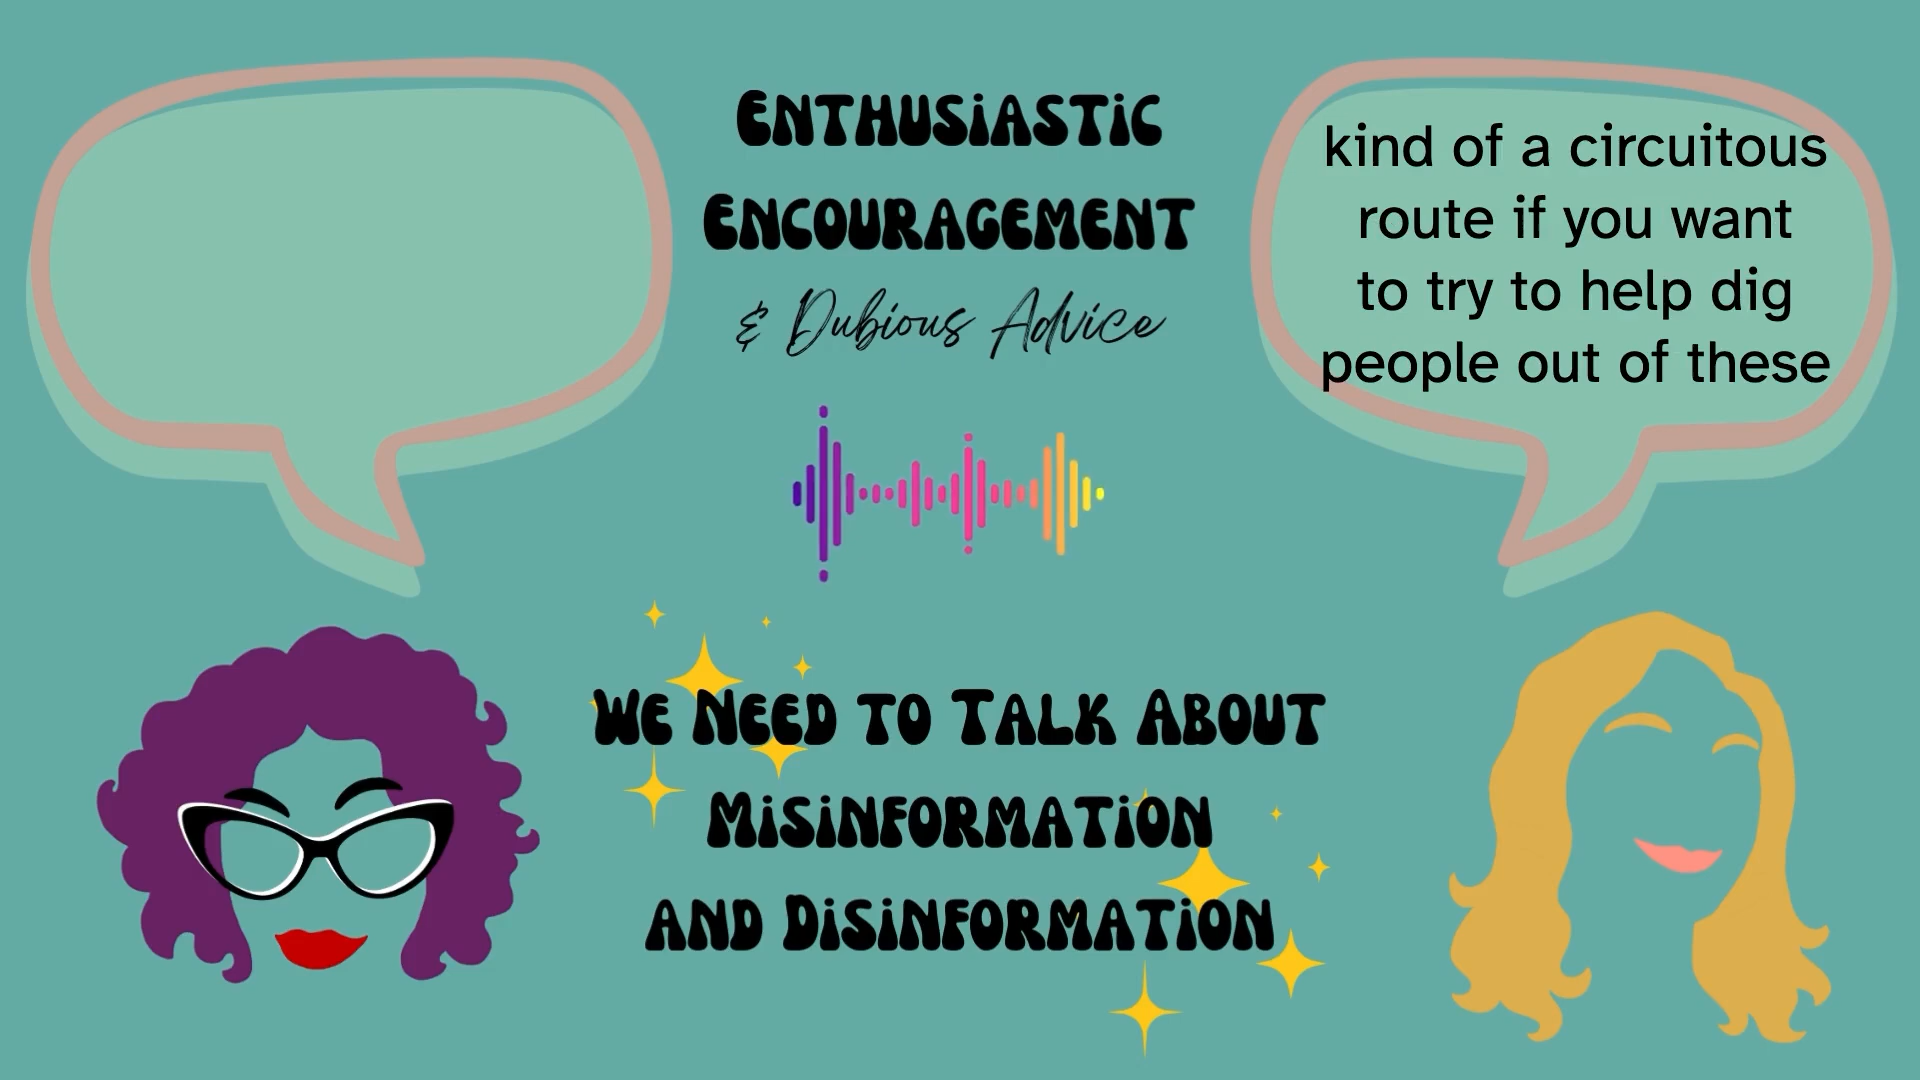 Enthusiastic
Encouragement
& Dubious Advice
kind of a circuitous
route if you want
to try to help dig
people out of these
We Need to Talk About
Misinformation
and Disinformation